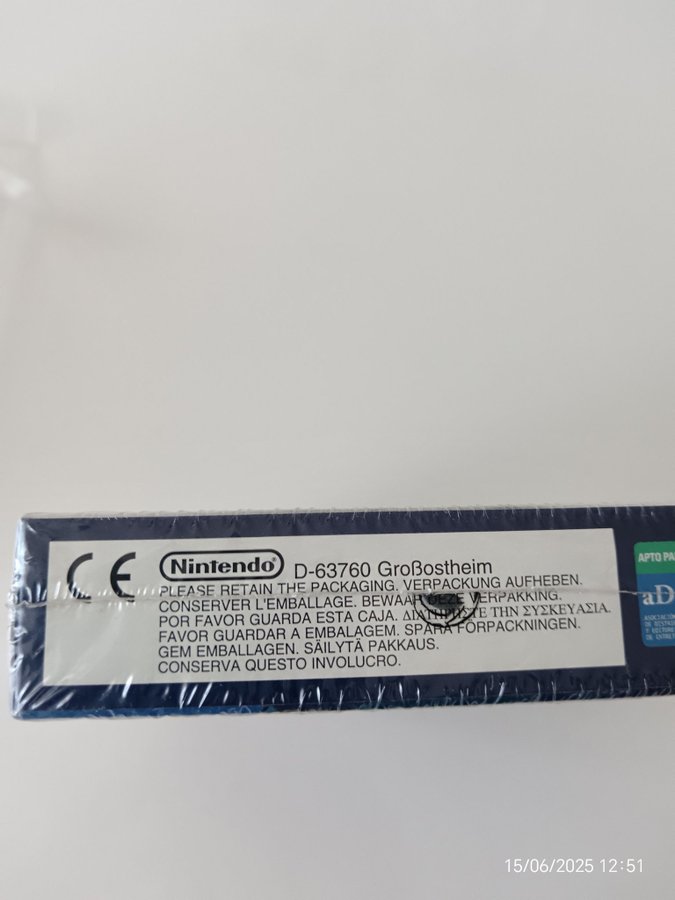 CE Nintendo D-63760 Großostheim
PLEASE RETAIN THE PACKAGING. VERPACKUNG AUFHEBEN.
CONSERVER L'EMBALLAGE. BEWAAR DEZE VERPAKKING.
POR FAVOR GUARDA ESTA CAJA. ΔΙΑΤΗΡΗΣΤΕ ΤΗΝ ΣΥΣΚΕΥΑΣΙΑ.
FAVOR GUARDAR A EMBALAGEM. SPARA FÖRPACKNINGEN.
GEM EMBALLAGEN. SÄILYTÄ PAKKAUS.
CONSERVA QUESTO INVOLUCRO.
APTO PA
aD
15/06/2025 12:51